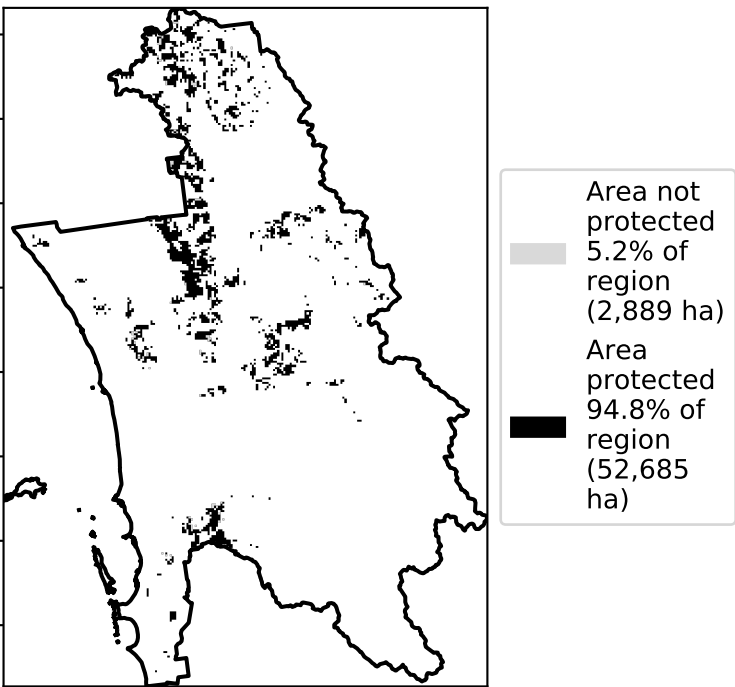 Area not
protected
5.2% of
region
(2,889 ha)
Area
protected
94.8% of
region
(52,685
ha)